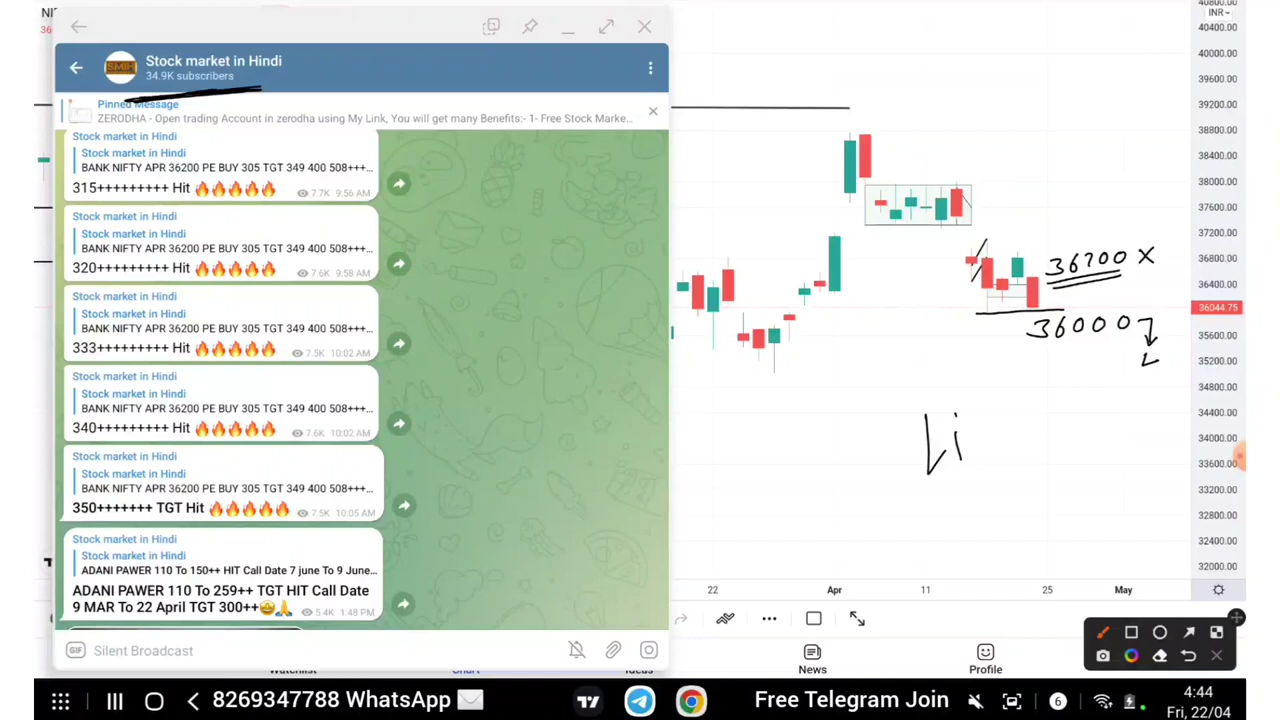 Stock market in Hindi
34.9K subscribers
Pinned Message
ZERODHA - Open trading Account in zerodha using My Link, You will get many Benefits:- 1- Free Stock Marke...
Stock market in Hindi
Stock market in Hindi
BANK NIFTY APR 36200 PE BUY 305 TGT 349 400 508+++...
315+++++++++ Hit 🔥🔥🔥🔥🔥
7.7K 9:56 AM
Stock market in Hindi
Stock market in Hindi
BANK NIFTY APR 36200 PE BUY 305 TGT 349 400 508+++...
320+++++++++ Hit 🔥🔥🔥🔥🔥
7.6K 9:58 AM
Stock market in Hindi
Stock market in Hindi
BANK NIFTY APR 36200 PE BUY 305 TGT 349 400 508+++...
333+++++++++ Hit 🔥🔥🔥🔥🔥
7.5K 10:02 AM
Stock market in Hindi
Stock market in Hindi
BANK NIFTY APR 36200 PE BUY 305 TGT 349 400 508+++...
340+++++++++ Hit 🔥🔥🔥🔥🔥
7.6K 10:02 AM
Stock market in Hindi
Stock market in Hindi
BANK NIFTY APR 36200 PE BUY 305 TGT 349 400 508+++...
350+++++++ TGT Hit 🔥🔥🔥🔥🔥
7.5K 10:05 AM
Stock market in Hindi
Stock market in Hindi
ADANI PAWER 110 To 150++ HIT Call Date 7 june To 9 June...
ADANI PAWER 110 To 259++ TGT HIT Call Date
9 MAR To 22 April TGT 300++🤩🙏
5.4K 1:48 PM
GIF Silent Broadcast
36700 X
36000
Li
INR
40400.00
40000.00
39600.00
39200.00
38800.00
38400.00
38000.00
37600.00
37200.00
36800.00
36400.00
36044.75
35600.00
35200.00
34800.00
34400.00
34000.00
33600.00
33200.00
32800.00
32400.00
32000.00
22 Apr 11 25 May
News
Profile
8269347788 WhatsApp
Free Telegram Join
6
4:44
Fri, 22/04